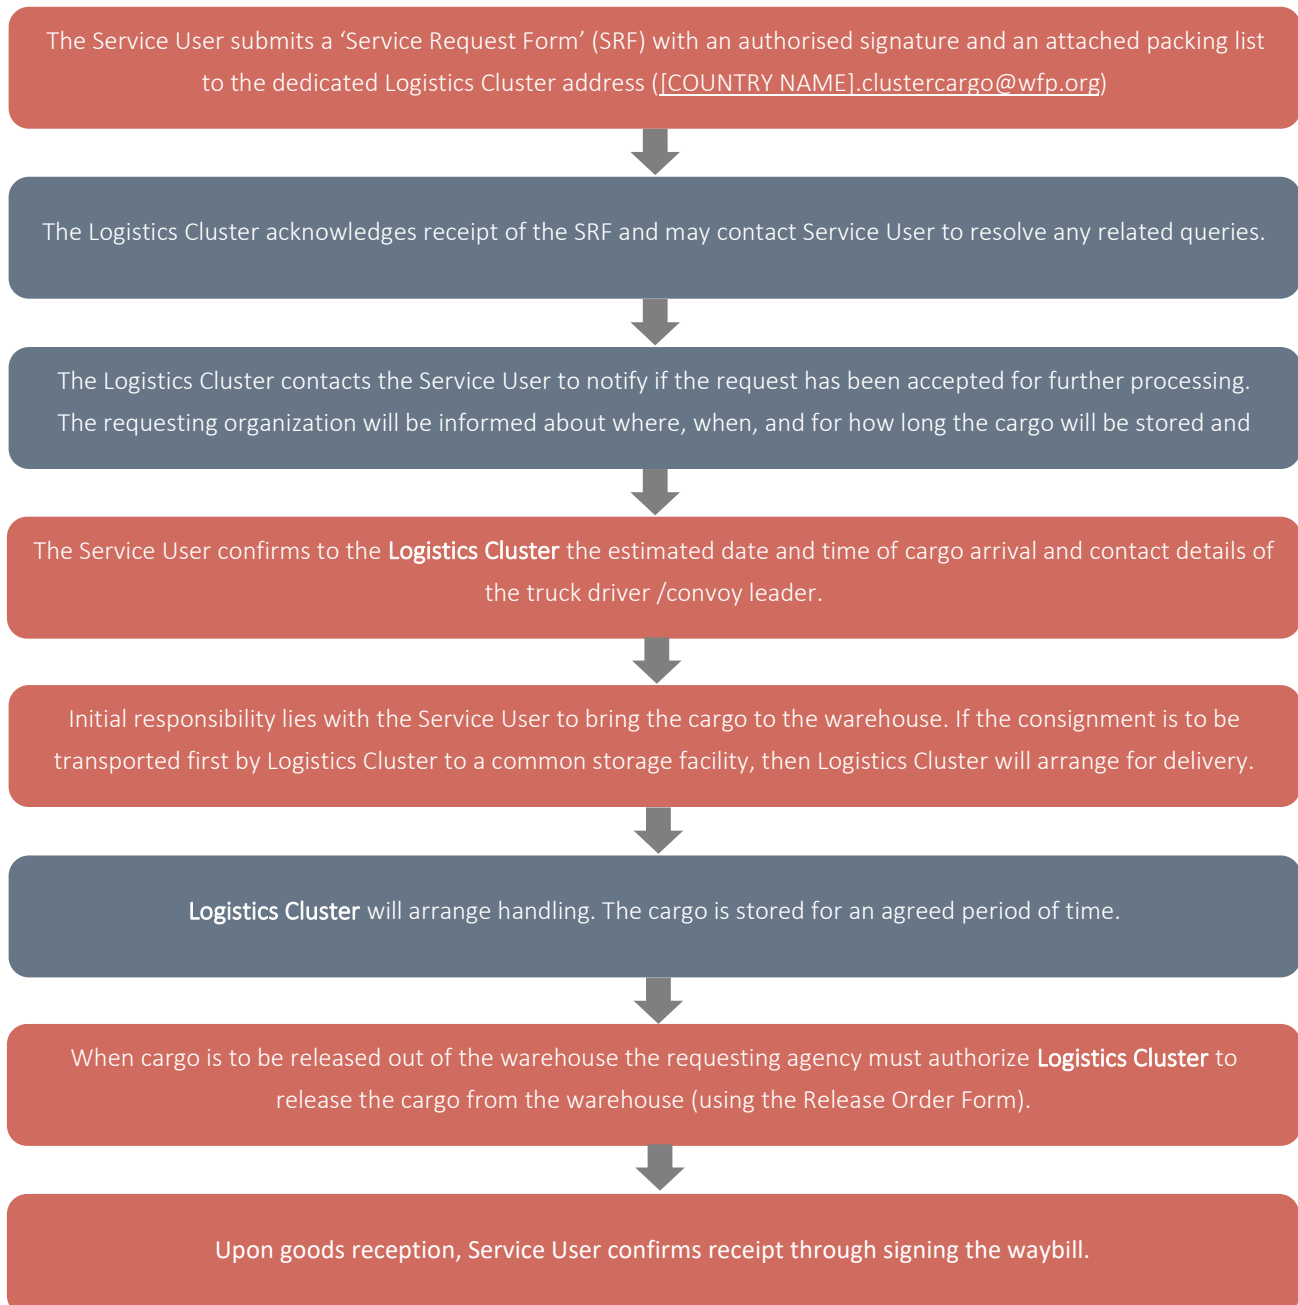 The Service User submits a ‘Service Request Form’ (SRF) with an authorised signature and an attached packing list
to the dedicated Logistics Cluster address ([COUNTRY NAME].clustercargo@wfp.org)
The Logistics Cluster acknowledges receipt of the SRF and may contact Service User to resolve any related queries.
The Logistics Cluster contacts the Service User to notify if the request has been accepted for further processing.
The requesting organization will be informed about where, when, and for how long the cargo will be stored and
The Service User confirms to the Logistics Cluster the estimated date and time of cargo arrival and contact details of
the truck driver /convoy leader.
Initial responsibility lies with the Service User to bring the cargo to the warehouse. If the consignment is to be
transported first by Logistics Cluster to a common storage facility, then Logistics Cluster will arrange for delivery.
Logistics Cluster will arrange handling. The cargo is stored for an agreed period of time.
When cargo is to be released out of the warehouse the requesting agency must authorize Logistics Cluster to
release the cargo from the warehouse (using the Release Order Form).
Upon goods reception, Service User confirms receipt through signing the waybill.